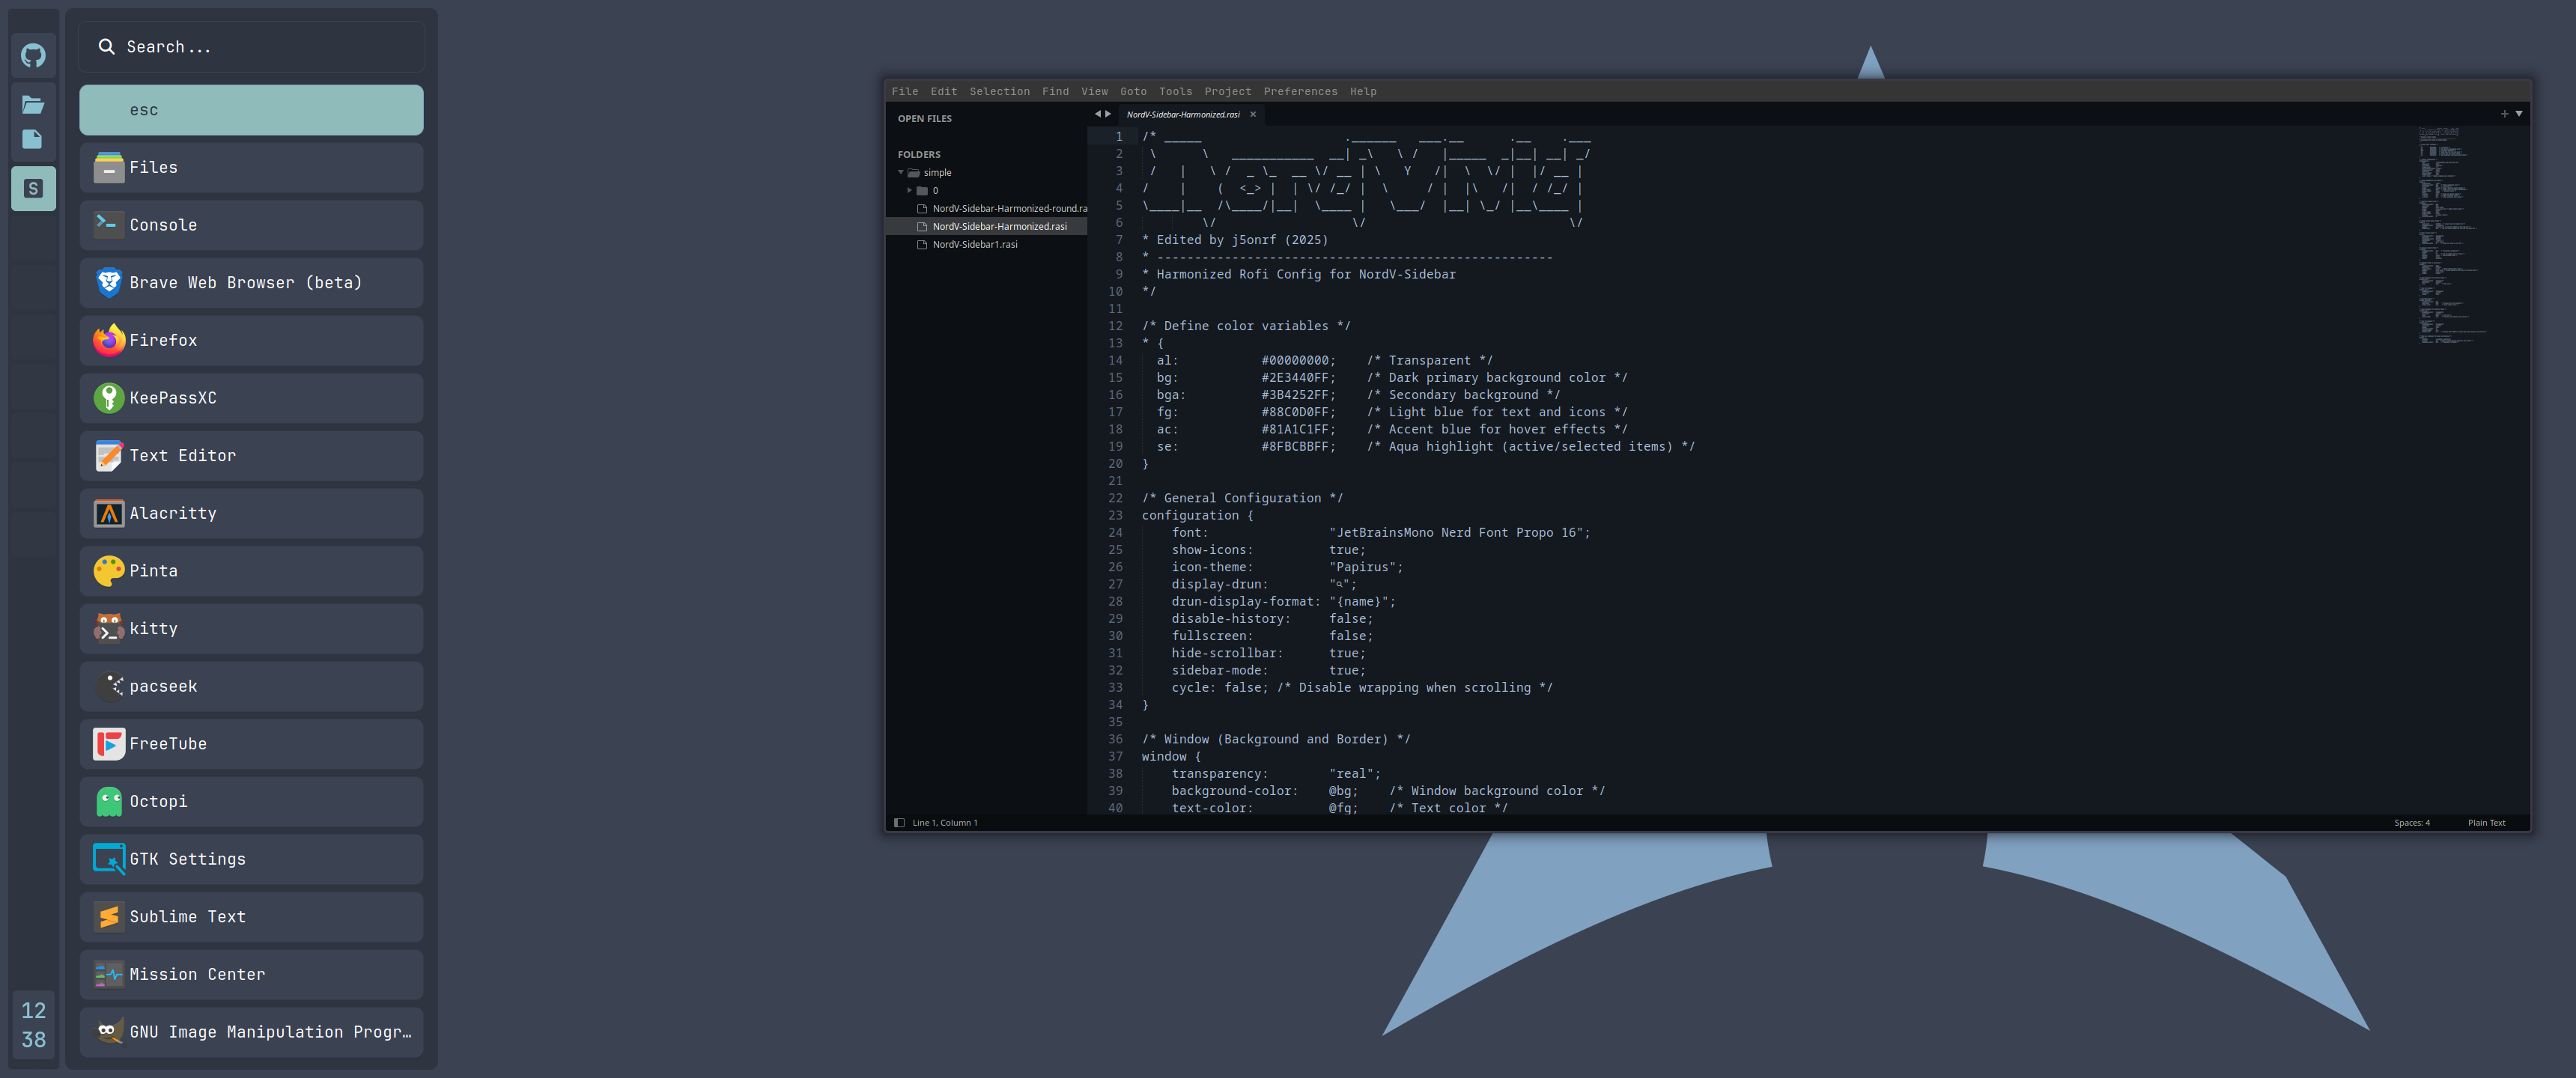 Search...
esc
Files
Console
Brave Web Browser (beta)
Firefox
KeePassXC
Text Editor
Alacritty
Pinta
kitty
pacseek
FreeTube
Octopi
GTK Settings
Sublime Text
Mission Center
GNU Image Manipulation Progr…
S
12
38
File Edit Selection Find View Goto Tools Project Preferences Help
OPEN FILES
FOLDERS
simple
0
NordV-Sidebar-Harmonized-round.ra
NordV-Sidebar-Harmonized.rasi
NordV-Sidebar1.rasi
NordV-Sidebar-Harmonized.rasi ×
1 /*
2
3
4
5
6
7 * Edited by j5onrf (2025)
8 * -----------------------------------------------------
9 * Harmonized Rofi Config for NordV-Sidebar
10 */
11
12 /* Define color variables */
13 * {
14 al: #00000000; /* Transparent */
15 bg: #2E3440FF; /* Dark primary background color */
16 bga: #3B4252FF; /* Secondary background */
17 fg: #88C0D0FF; /* Light blue for text and icons */
18 ac: #81A1C1FF; /* Accent blue for hover effects */
19 se: #8FBCBBFF; /* Aqua highlight (active/selected items) */
20 }
21
22 /* General Configuration */
23 configuration {
24 font: "JetBrainsMono Nerd Font Propo 16";
25 show-icons: true;
26 icon-theme: "Papirus";
27 display-drun: "🔍";
28 drun-display-format: "{name}";
29 disable-history: false;
30 fullscreen: false;
31 hide-scrollbar: true;
32 sidebar-mode: true;
33 cycle: false; /* Disable wrapping when scrolling */
34 }
35
36 /* Window (Background and Border) */
37 window {
38 transparency: "real";
39 background-color: @bg; /* Window background color */
40 text-color: @fg; /* Text color */
Line 1, Column 1
Spaces: 4
Plain Text